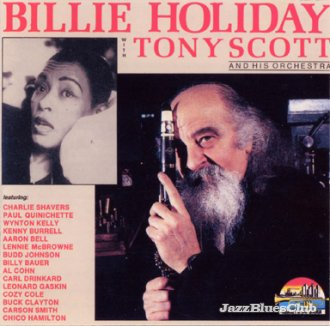 BILLIE HOLIDAY
WITH
TONY SCOTT
AND HIS ORCHESTRA
featuring:
CHARLIE SHAVERS
PAUL QUINICHETTE
WYNTON KELLY
KENNY BURRELL
AARON BELL
LENNIE McBROWNE
BUDD JOHNSON
BILLY BAUER
AL COHN
CARL DRINKARD
LEONARD GASKIN
COZY COLE
BUCK CLAYTON
CARSON SMITH
CHICO HAMILTON
JazzBluesClub